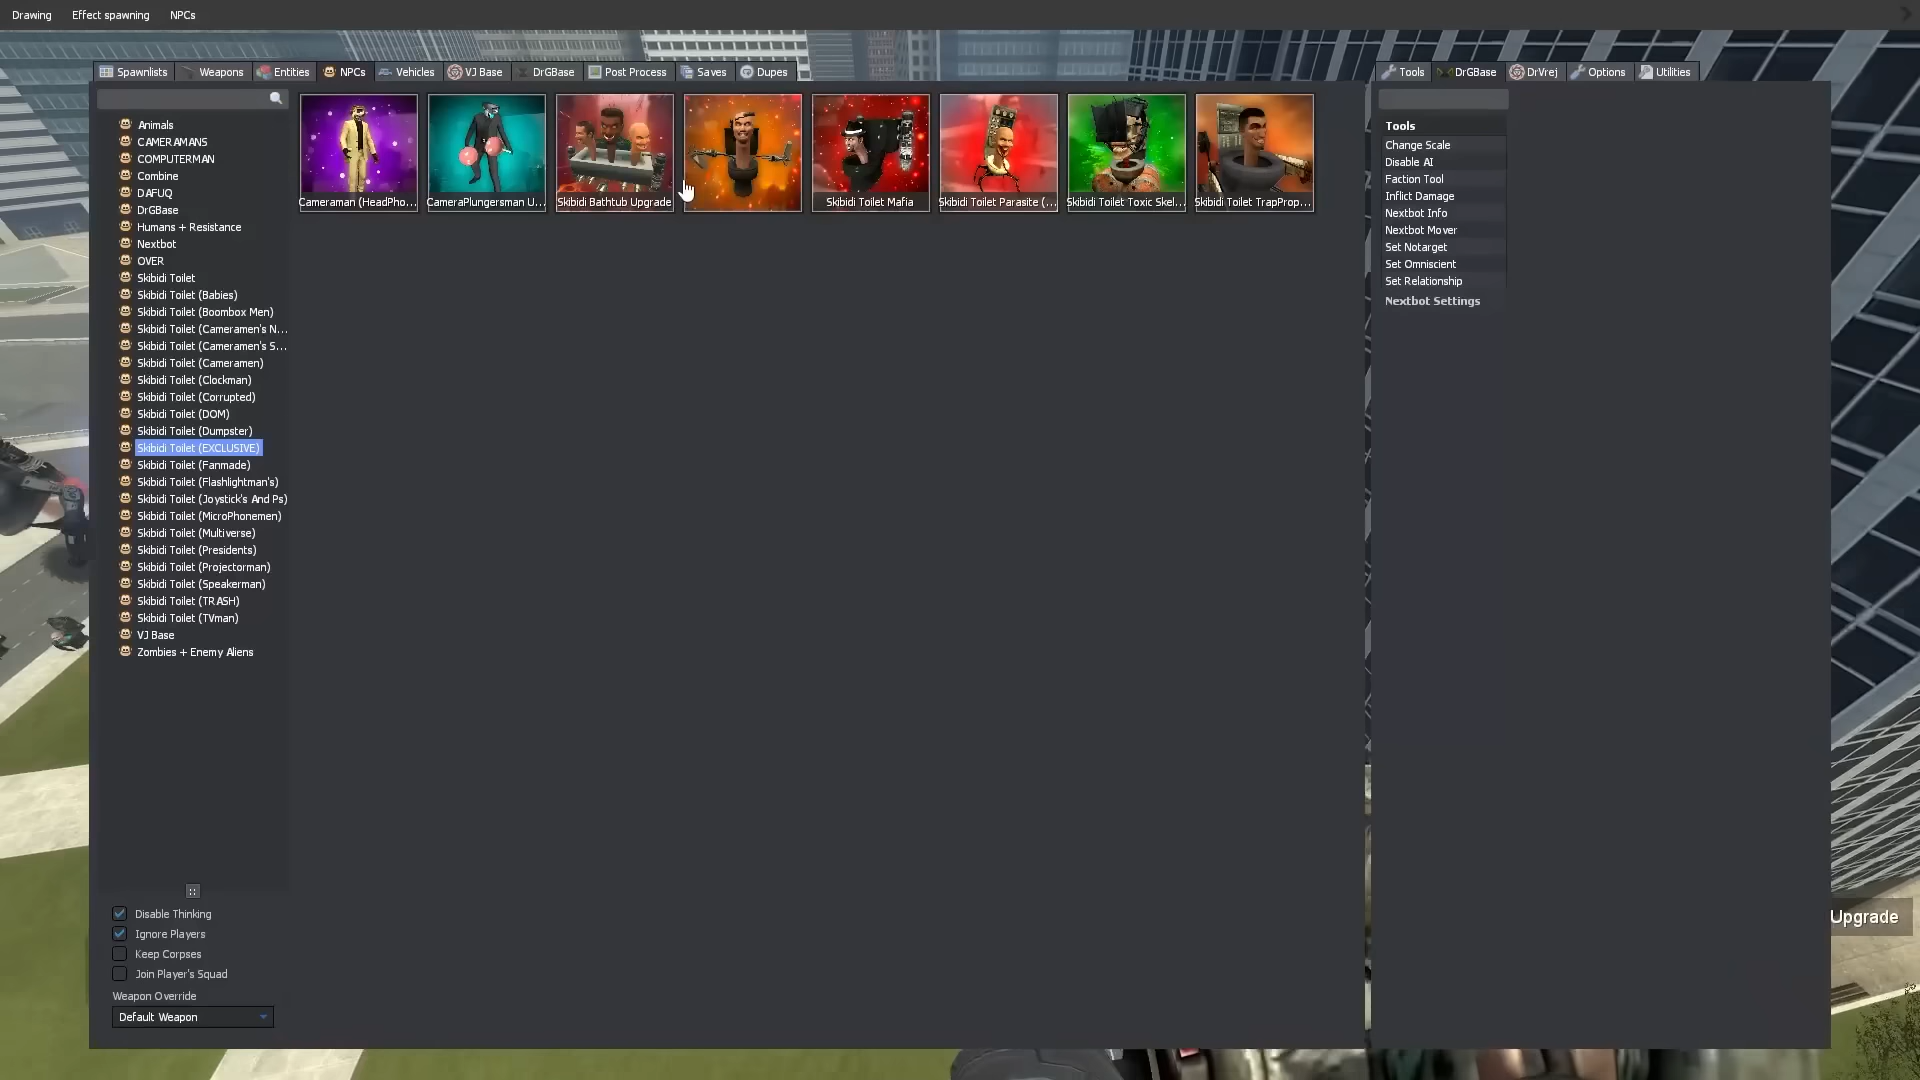 Drawing Effect spawning NPCs
Spawnlists Weapons Entities NPCs Vehicles VJ Base DrGBase Post Process Saves Dupes
Tools DrGBase DrVrej Options Utilities
Animals
CAMERAMANS
COMPUTERMAN
Combine
DAFUQ
DrGBase
Humans + Resistance
Nextbot
OVER
Skibidi Toilet
Skibidi Toilet (Babies)
Skibidi Toilet (Boombox Men)
Skibidi Toilet (Cameramen's N...
Skibidi Toilet (Cameramen's S...
Skibidi Toilet (Cameramen)
Skibidi Toilet (Clockman)
Skibidi Toilet (Corrupted)
Skibidi Toilet (DOM)
Skibidi Toilet (Dumpster)
Skibidi Toilet (EXCLUSIVE)
Skibidi Toilet (Fanmade)
Skibidi Toilet (Flashlightman's)
Skibidi Toilet (Joystick's And Ps)
Skibidi Toilet (MicroPhonemen)
Skibidi Toilet (Multiverse)
Skibidi Toilet (Presidents)
Skibidi Toilet (Projectorman)
Skibidi Toilet (Speakerman)
Skibidi Toilet (TRASH)
Skibidi Toilet (TVman)
VJ Base
Zombies + Enemy Aliens
Disable Thinking
Ignore Players
Keep Corpses
Join Player's Squad
Weapon Override
Default Weapon
Cameraman (HeadPho...
CameraPlungersman U...
Skibidi Bathtub Upgrade
Skibidi Toilet Mafia
Skibidi Toilet Parasite (...
Skibidi Toilet Toxic Skel...
Skibidi Toilet TrapProp...
Tools
Change Scale
Disable AI
Faction Tool
Inflict Damage
Nextbot Info
Nextbot Mover
Set Notarget
Set Omniscient
Set Relationship
Nextbot Settings
Upgrade